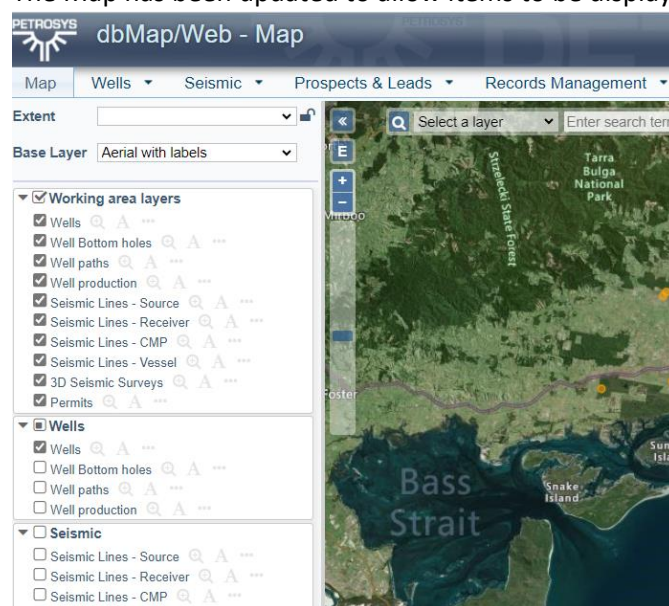 The map has been updated to allow items to be display
PETROSYS
dbMap/Web - Map
Map Wells Seismic Prospects & Leads Records Management
Extent
Base Layer Aerial with labels
Select a layer Enter search term
E
Working area layers
Wells A
Well Bottom holes A
Well paths A
Well production A
Seismic Lines - Source A
Seismic Lines - Receiver A
Seismic Lines - CMP A
Seismic Lines - Vessel A
3D Seismic Surveys A
Permits A
Wells
Wells A
Well Bottom holes A
Well paths A
Well production A
Seismic
Seismic Lines - Source A
Seismic Lines - Receiver A
Seismic Lines - CMP A
Strzelecki State Forest
Tarra
Bulga
National
Park
Mirboo
Foster
Bass
Strait
Snake
Island